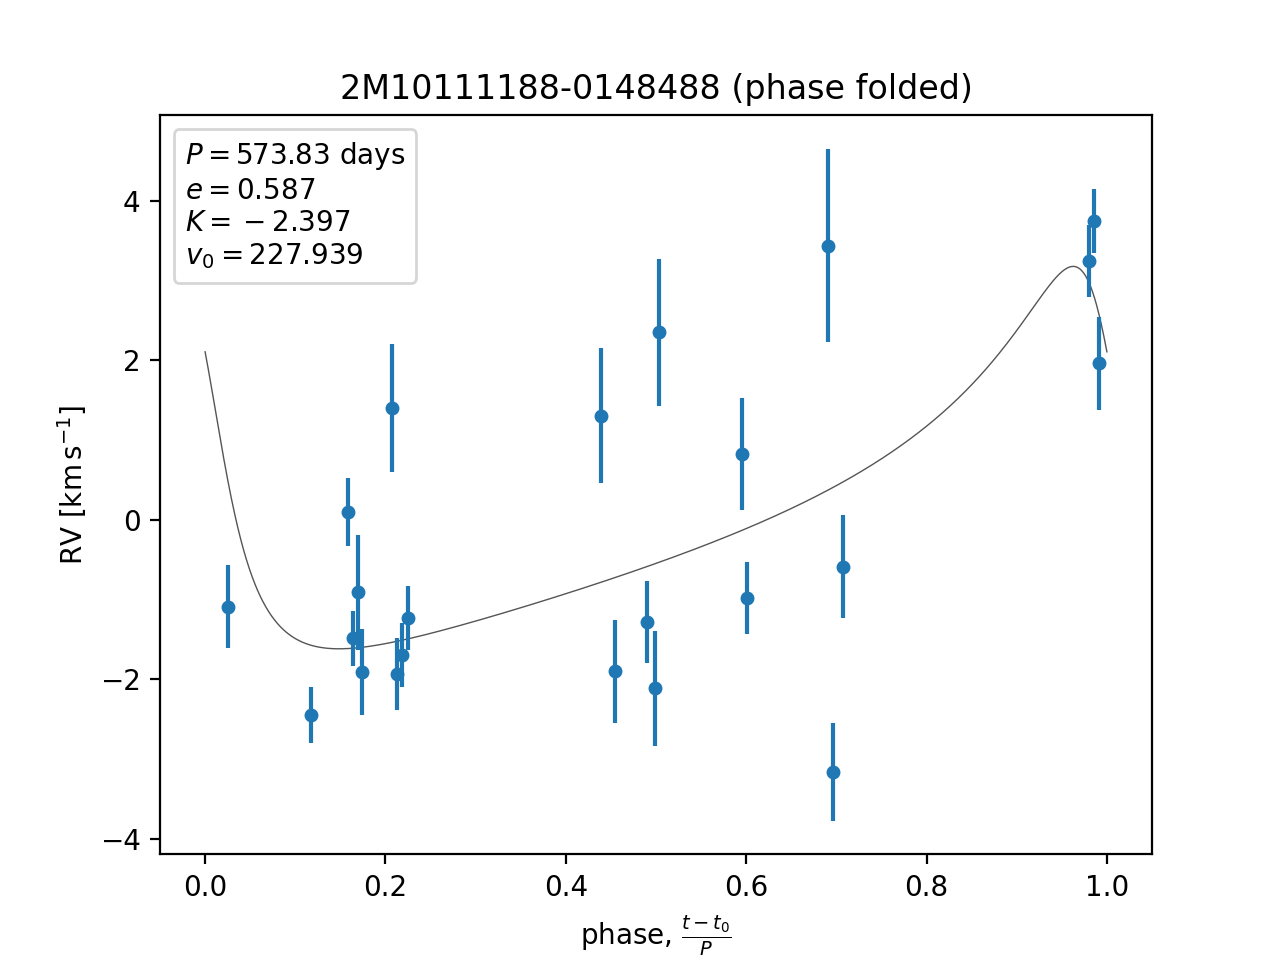 2M10111188-0148488 (phase folded)
P = 573.83 days
e = 0.587
K = −2.397
v₀ = 227.939
RV [km s⁻¹]
4
2
0
−2
−4
0.0 0.2 0.4 0.6 0.8 1.0
phase, (t − t₀)/P